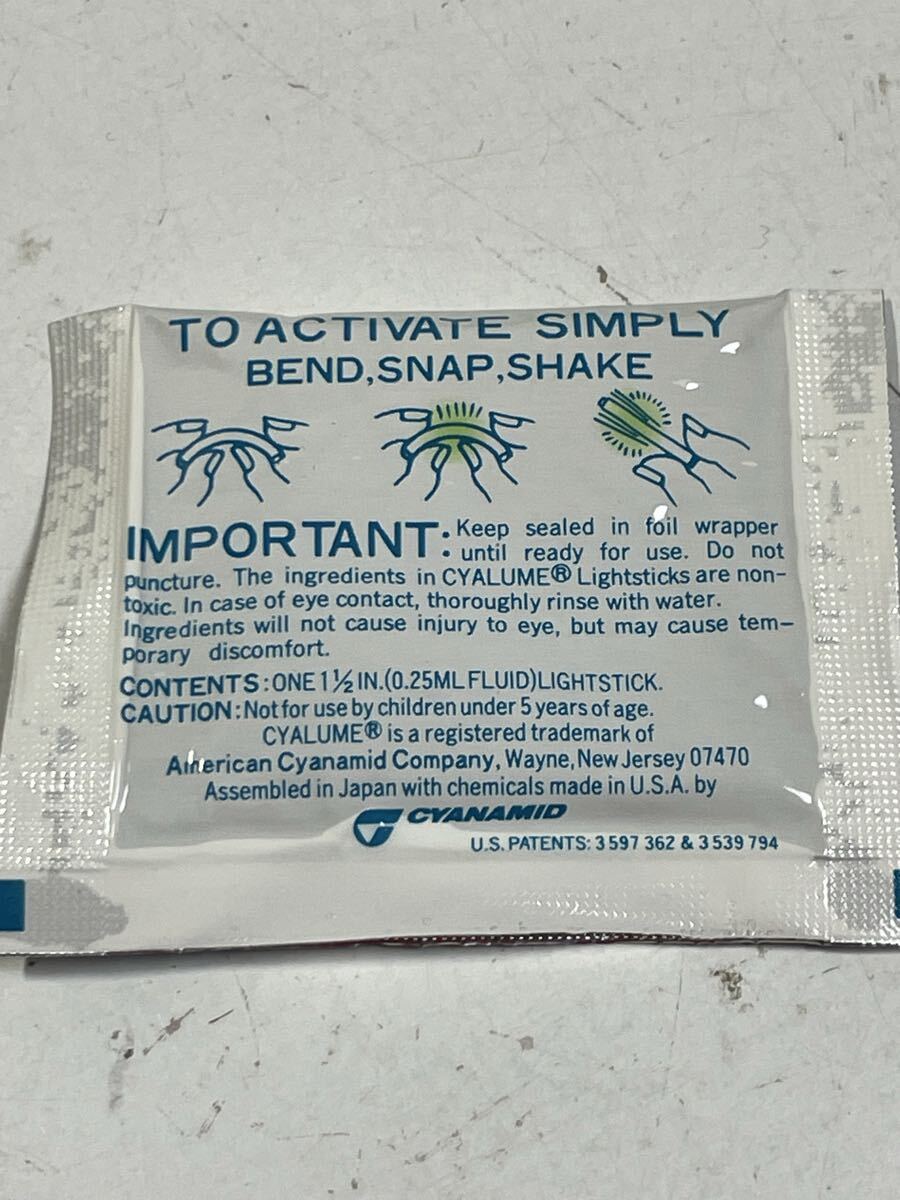 TO ACTIVATE SIMPLY
BEND,SNAP,SHAKE
IMPORTANT: Keep sealed in foil wrapper
until ready for use. Do not
puncture. The ingredients in CYALUME® Lightsticks are non-
toxic. In case of eye contact, thoroughly rinse with water.
Ingredients will not cause injury to eye, but may cause tem-
porary discomfort.
CONTENTS:ONE 1½ IN.(0.25ML FLUID)LIGHTSTICK.
CAUTION:Not for use by children under 5 years of age.
CYALUME® is a registered trademark of
American Cyanamid Company, Wayne, New Jersey 07470
Assembled in Japan with chemicals made in U.S.A. by
CYANAMID
U.S. PATENTS: 3 597 362 & 3 539 794